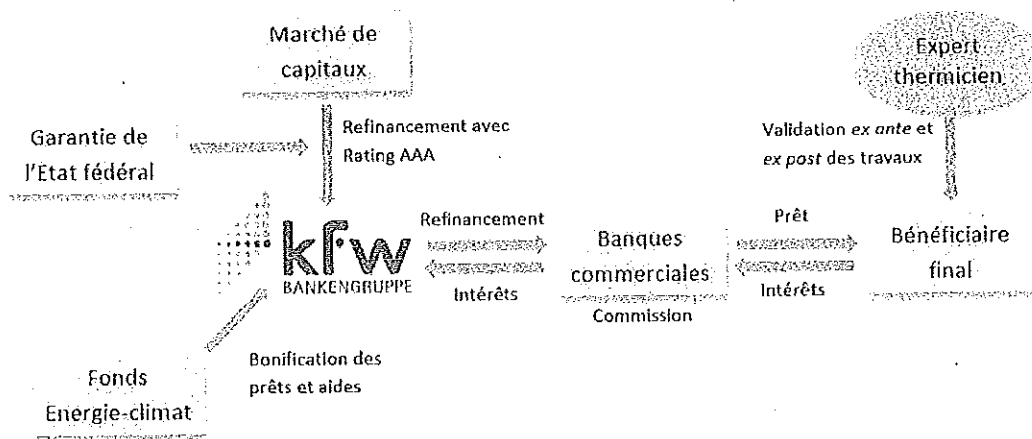 Marché de
capitaux
Expert
thermicien
Garantie de
l'Etat fédéral
Refinancement avec
Rating AAA
Validation ex ante et
ex post des travaux
kfw
BANKENGRUPPE
Refinancement
Intérêts
Banques
commerciales
Commission
Prêt
Intérêts
Bénéficiaire
final
Bonification des
prêts et aides
Fonds
Energie-climat